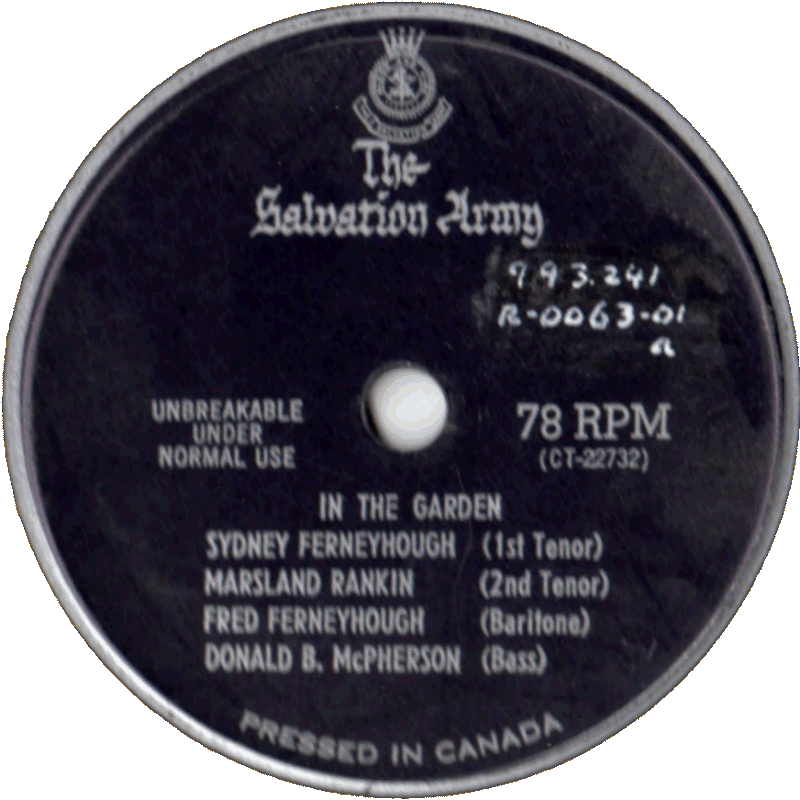 The
Salvation Army
793.241
R-0063-01
a
UNBREAKABLE
UNDER
NORMAL USE
78 RPM
(CT-22732)
IN THE GARDEN
SYDNEY FERNEYHOUGH (1st Tenor)
MARSLAND RANKIN (2nd Tenor)
FRED FERNEYHOUGH (Baritone)
DONALD B. McPHERSON (Bass)
PRESSED IN CANADA